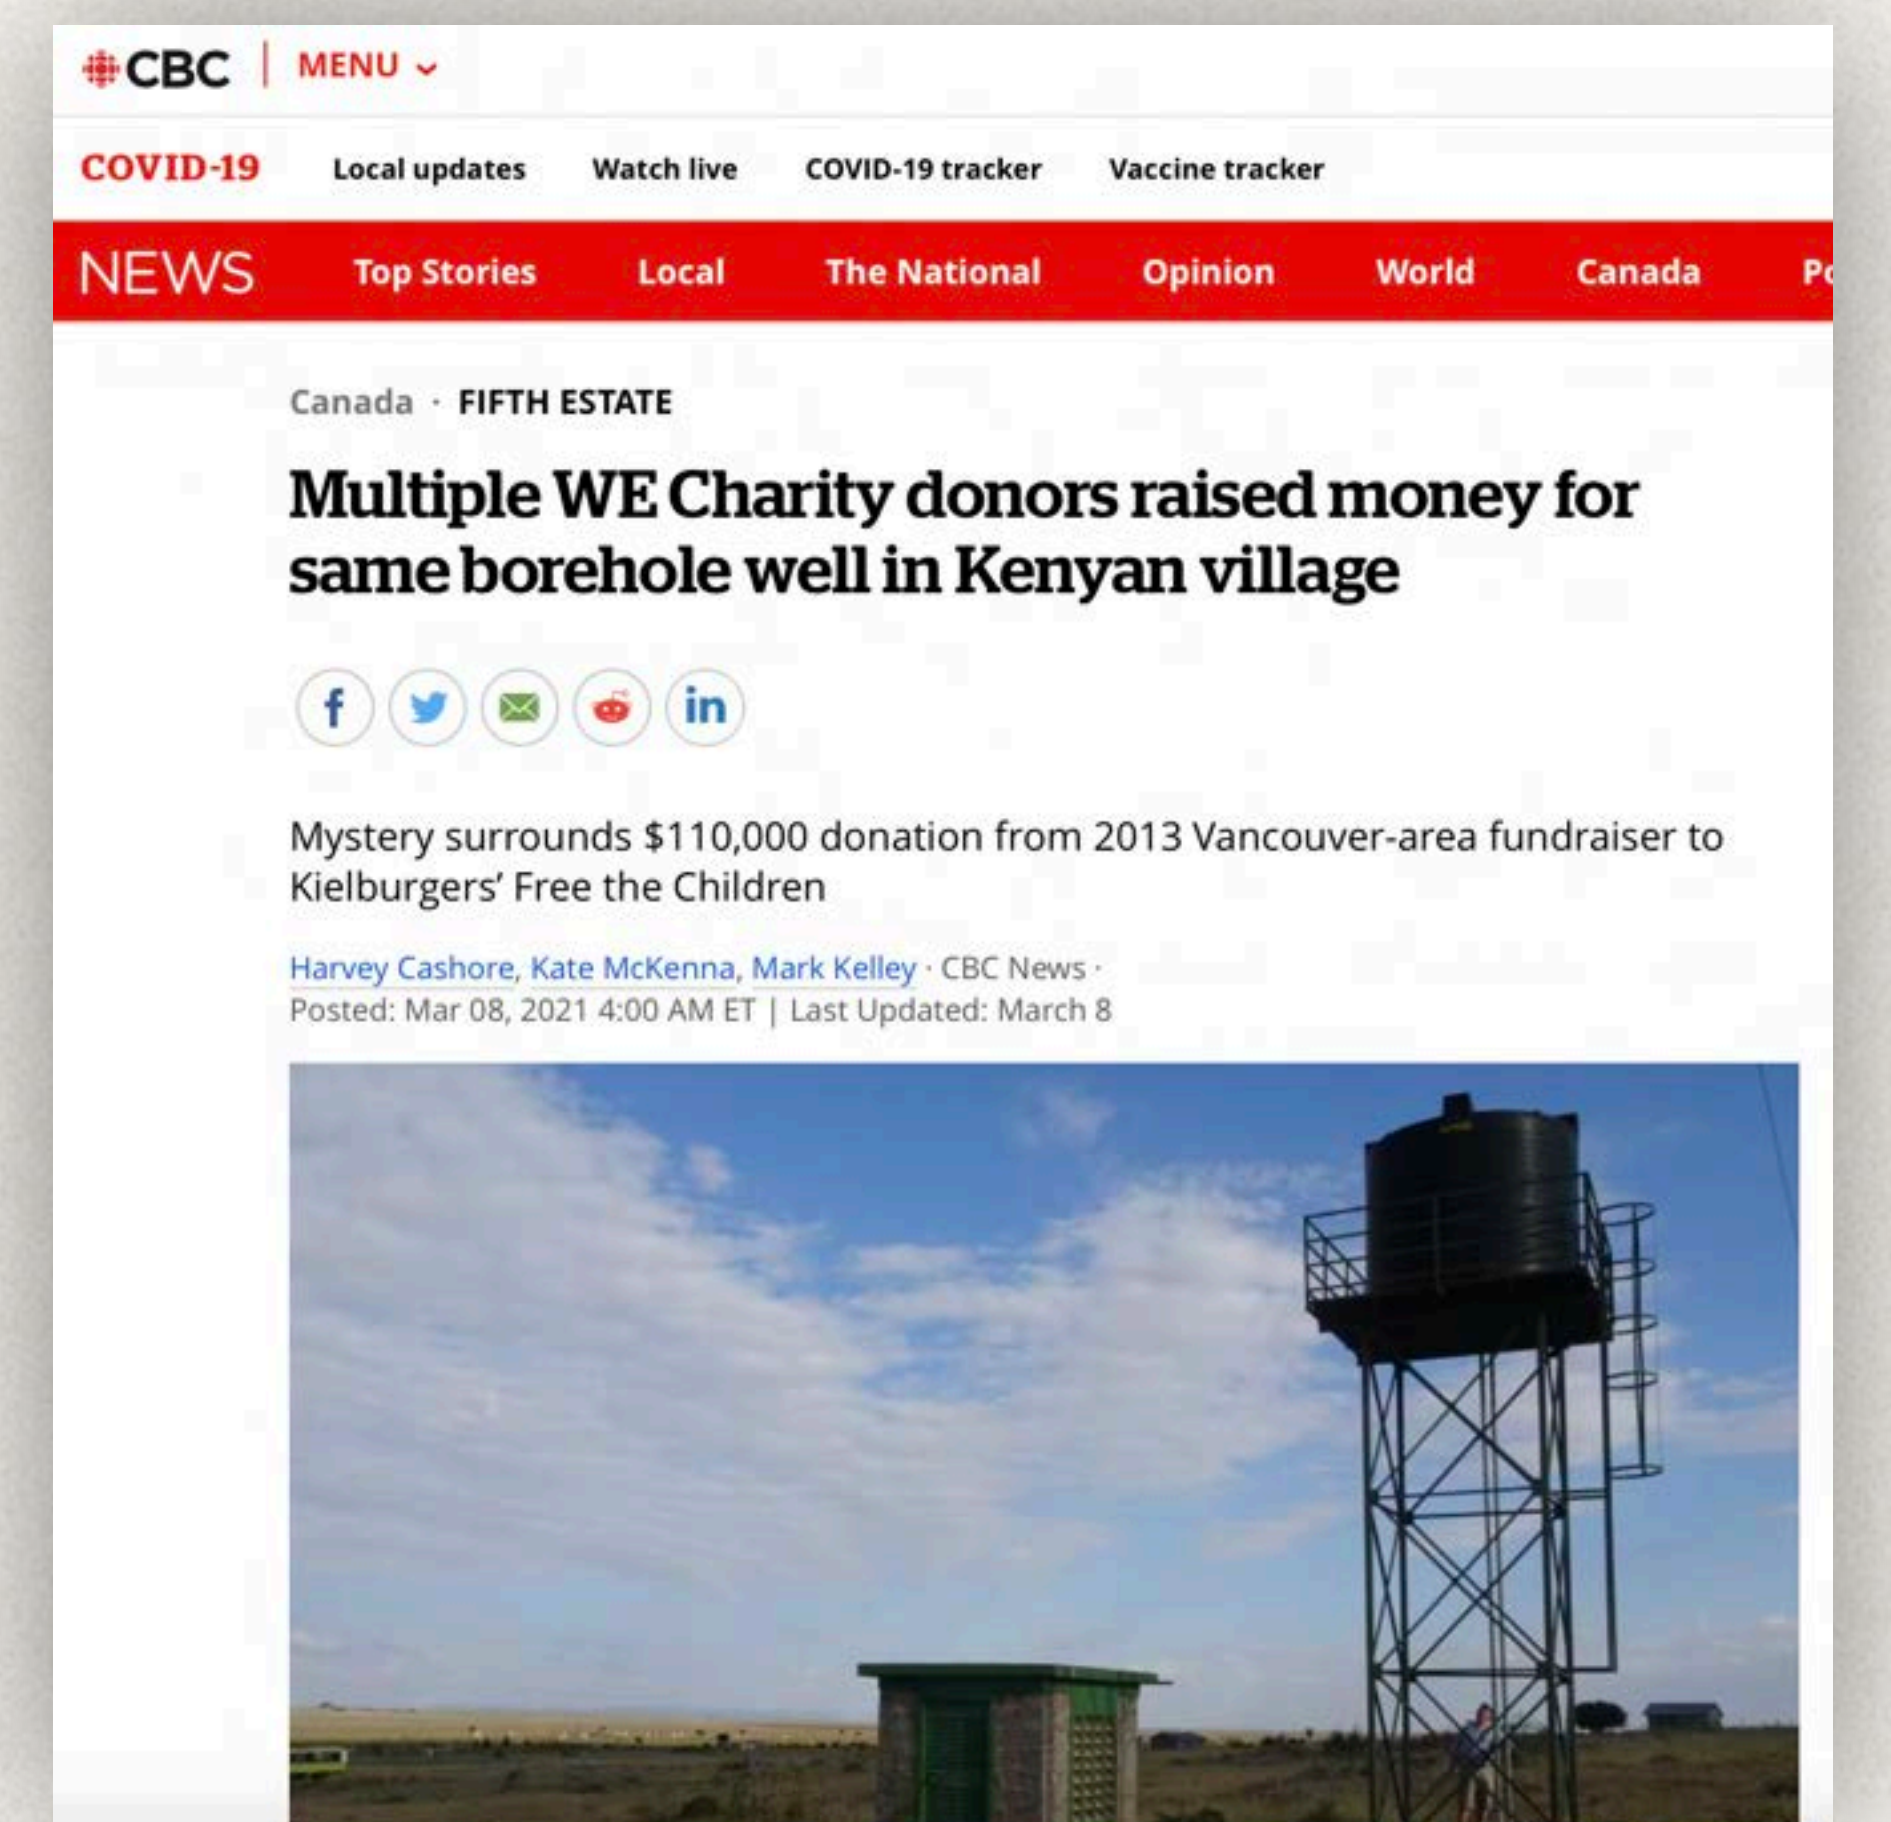 CBC MENU
COVID-19 Local updates Watch live COVID-19 tracker Vaccine tracker
NEWS Top Stories Local The National Opinion World Canada Po
Canada · FIFTH ESTATE
Multiple WE Charity donors raised money for
same borehole well in Kenyan village
f in
Mystery surrounds $110,000 donation from 2013 Vancouver-area fundraiser to
Kielburgers’ Free the Children
Harvey Cashore, Kate McKenna, Mark Kelley · CBC News ·
Posted: Mar 08, 2021 4:00 AM ET | Last Updated: March 8